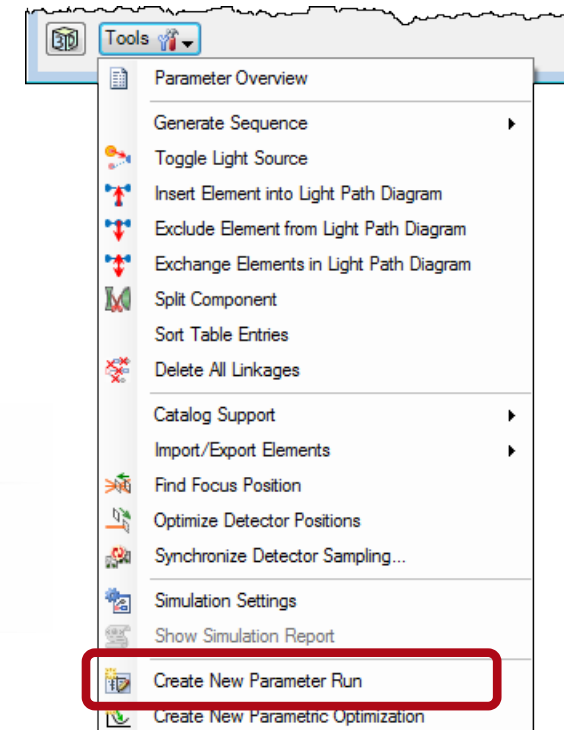 3D Tools
Parameter Overview
Generate Sequence
Toggle Light Source
Insert Element into Light Path Diagram
Exclude Element from Light Path Diagram
Exchange Elements in Light Path Diagram
Split Component
Sort Table Entries
Delete All Linkages
Catalog Support
Import/Export Elements
Find Focus Position
Optimize Detector Positions
Synchronize Detector Sampling...
Simulation Settings
Show Simulation Report
Create New Parameter Run
Create New Parametric Optimization